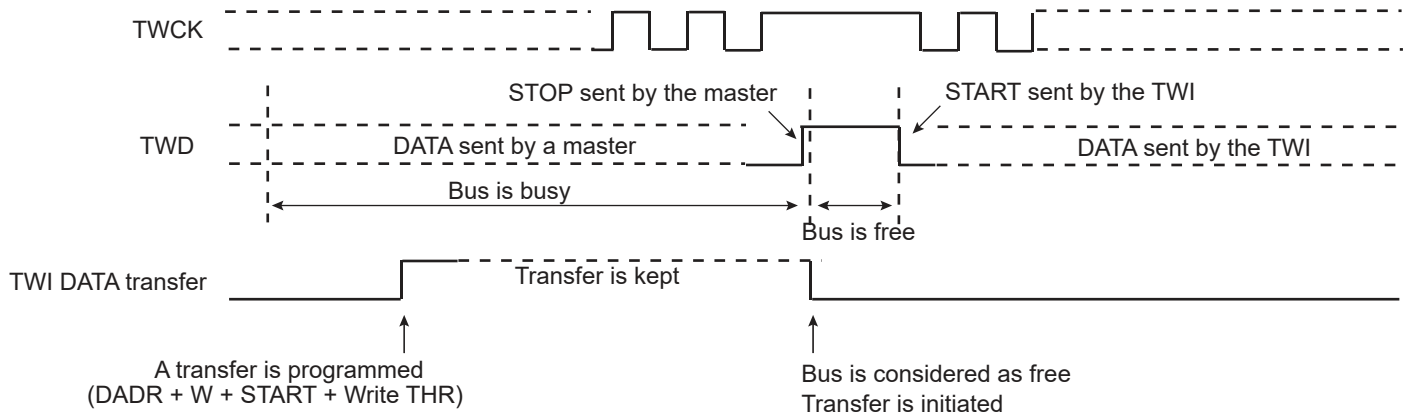 TWCK
STOP sent by the master
START sent by the TWI
TWD
DATA sent by a master
DATA sent by the TWI
Bus is busy
Bus is free
TWI DATA transfer
Transfer is kept
A transfer is programmed
(DADR + W + START + Write THR)
Bus is considered as free
Transfer is initiated